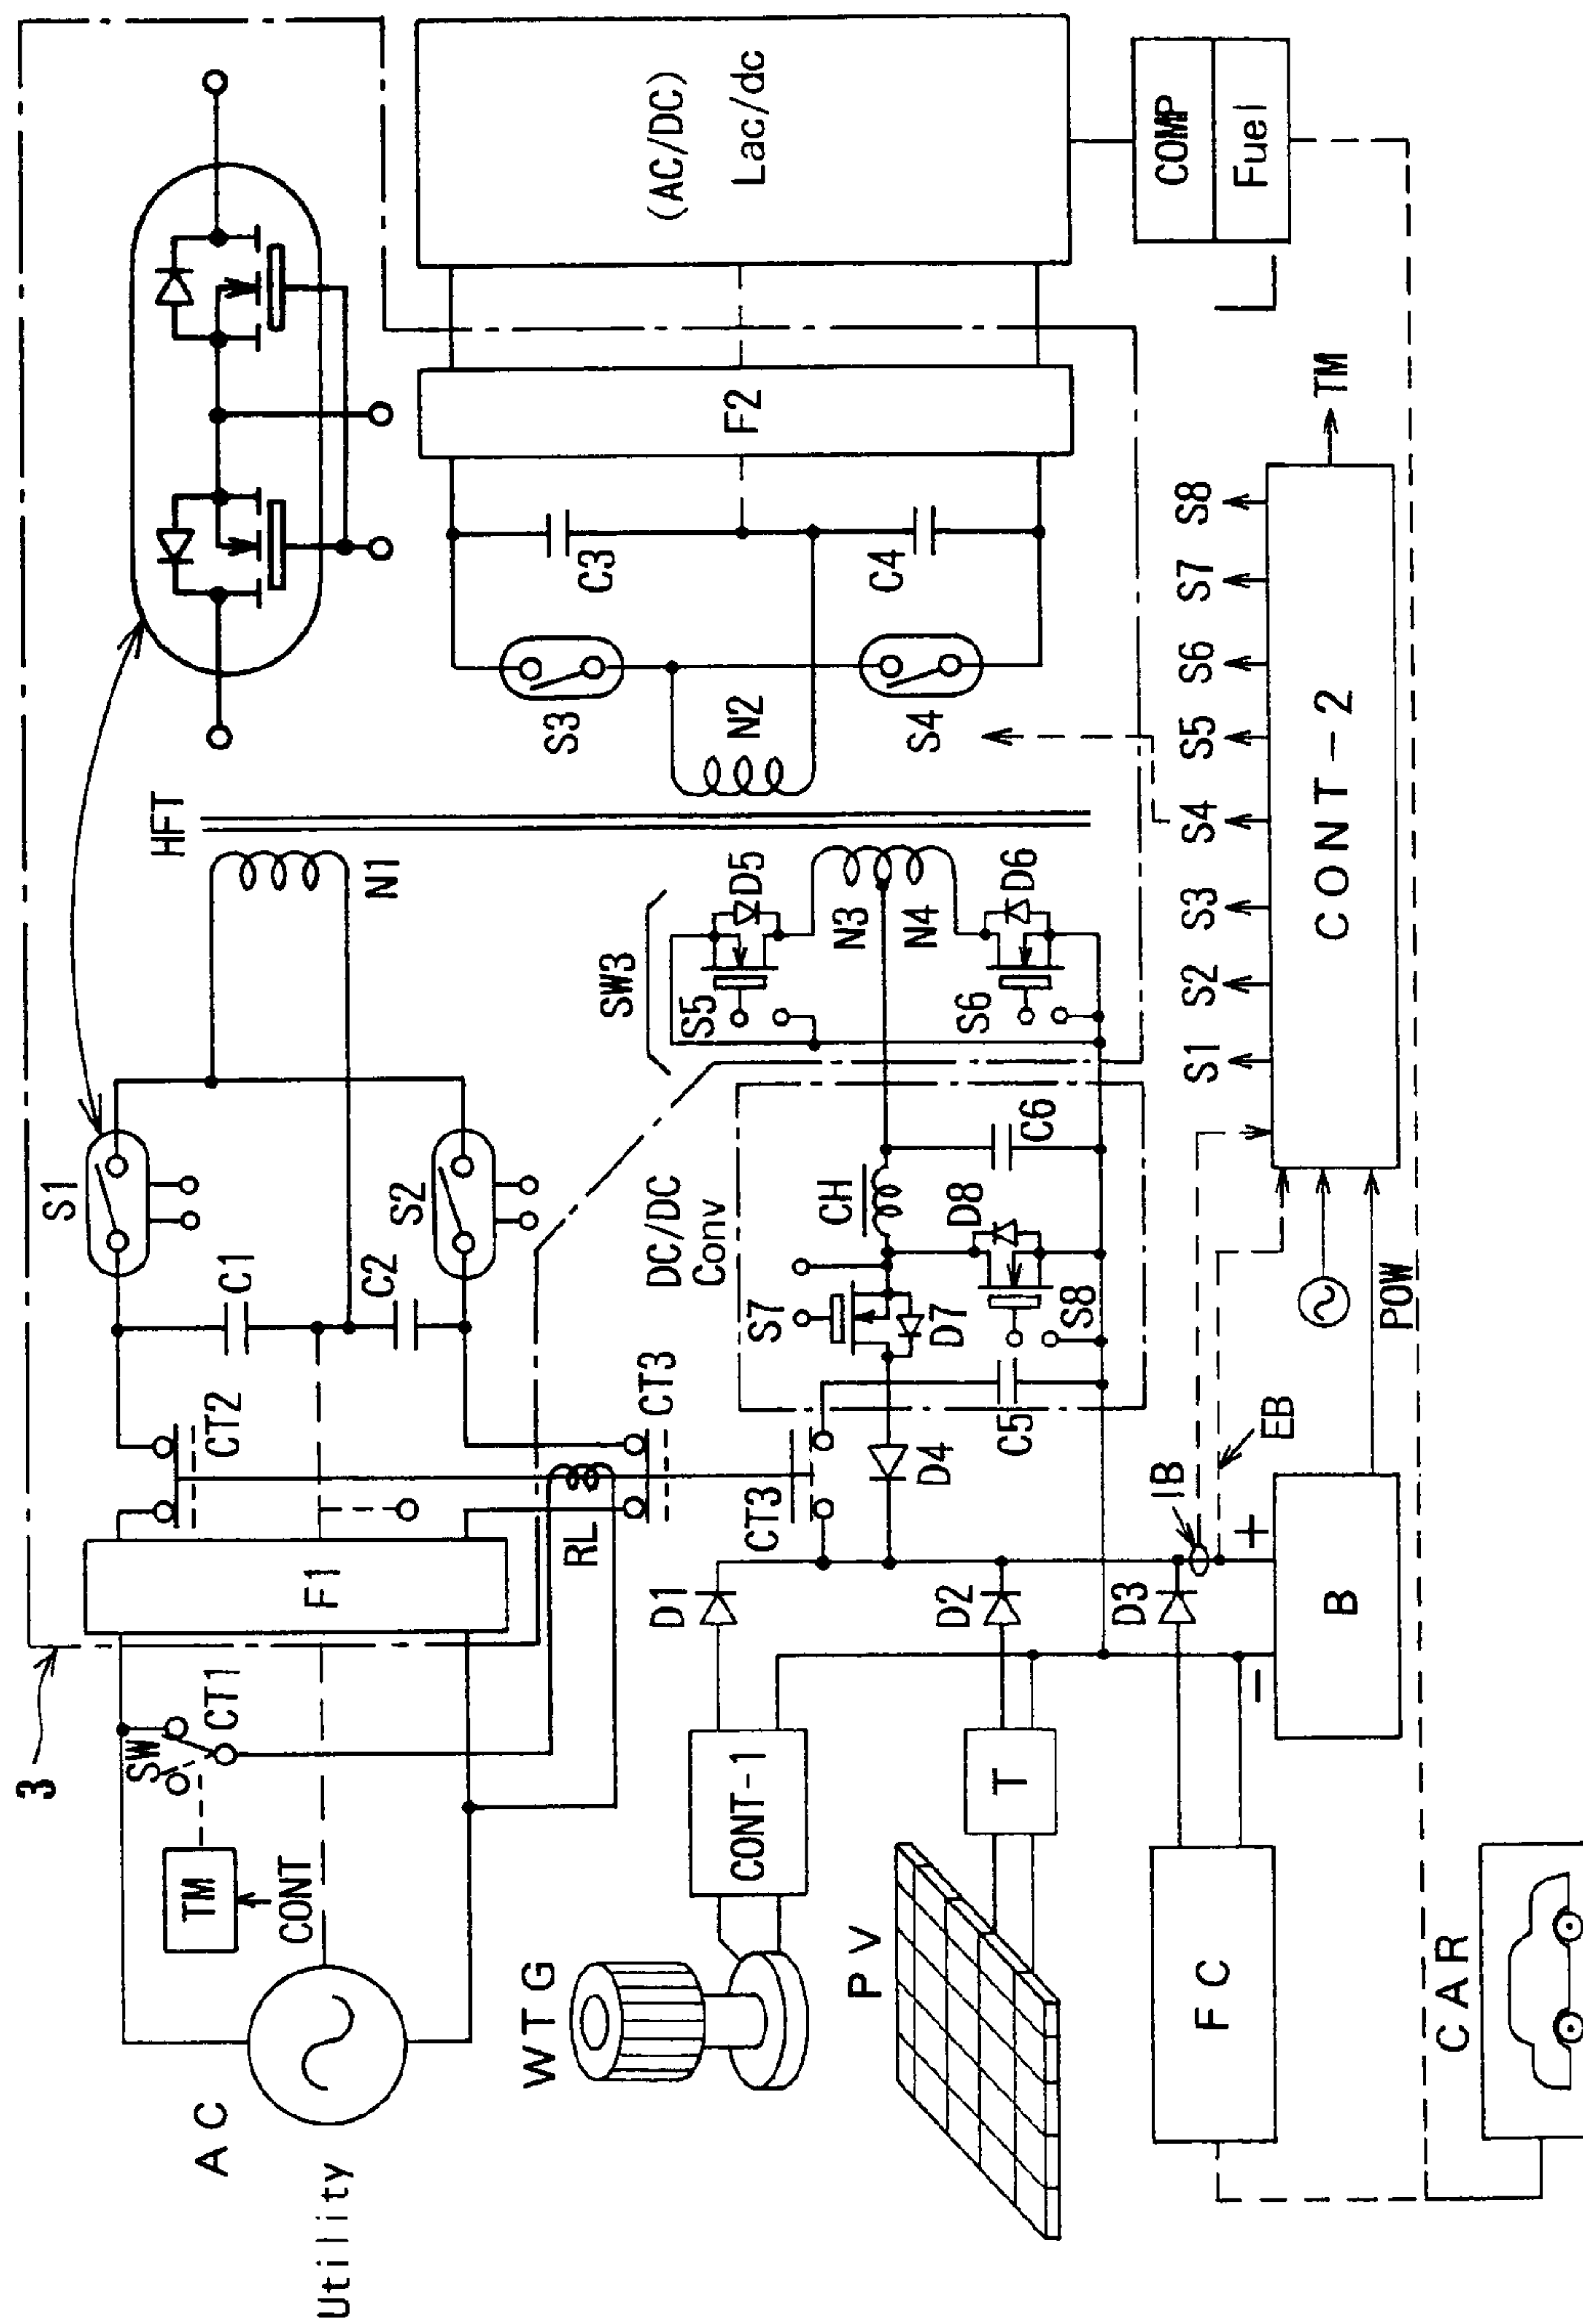 3
AC
Utility
TM
CONT
SW
CT1
F1
CT2
C1
C2
S1
S2
N1
HFT
RL
CT3
CT3
WTG
CONT-1
D1
PV
T
D2
FC
D3
CAR
B
+
-
IB
EB
POW
D4
C5
DC/DC
Conv
S7
D7
CH
D8
S8
C6
SW3
S5
D5
N3
N4
S6
D6
N2
S3
S4
C3
C4
F2
(AC/DC)
Lac/dc
COMP
Fuel
CONT-2
S1 S2 S3 S4 S5 S6 S7 S8
TM